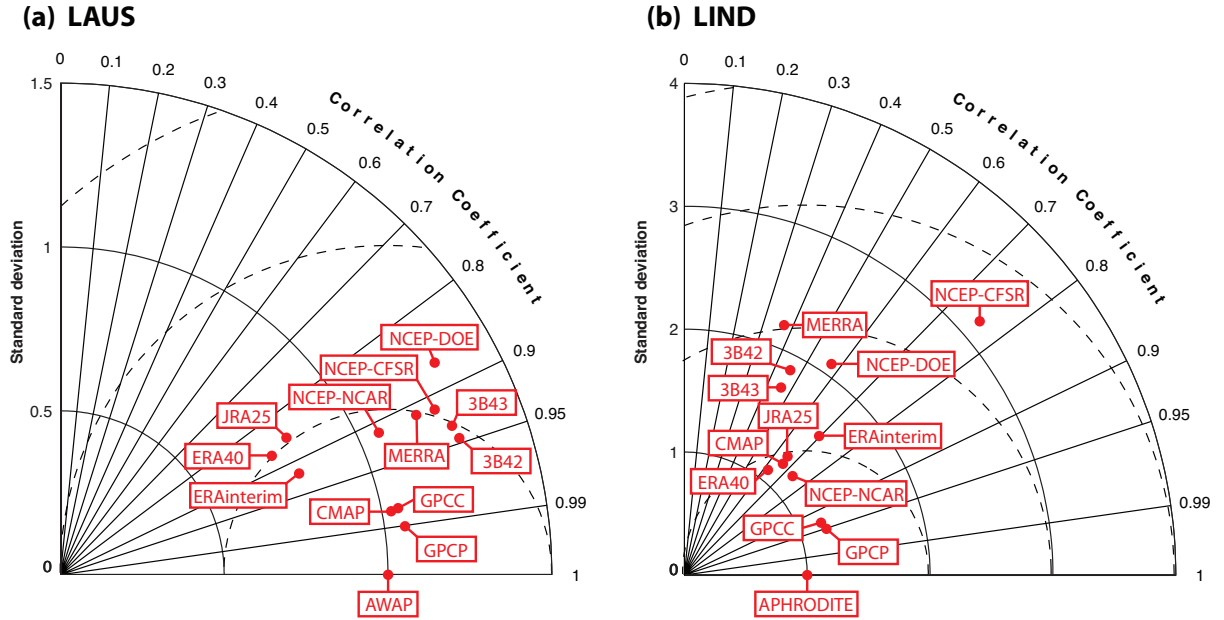 (a) LAUS
0
0.1
0.2
0.3
0.4
0.5
0.6
0.7
0.8
0.9
0.95
0.99
1
Correlation Coefficient
1.5
1
0.5
0
Standard deviation
NCEP-DOE
NCEP-CFSR
NCEP-NCAR
3B43
JRA25
MERRA
3B42
ERA40
ERAinterim
CMAP
GPCC
GPCP
AWAP
(b) LIND
0
0.1
0.2
0.3
0.4
0.5
0.6
0.7
0.8
0.9
0.95
0.99
1
Correlation Coefficient
4
3
2
1
0
Standard deviation
NCEP-CFSR
MERRA
3B42
NCEP-DOE
3B43
JRA25
CMAP
ERAinterim
ERA40
NCEP-NCAR
GPCC
GPCP
APHRODITE